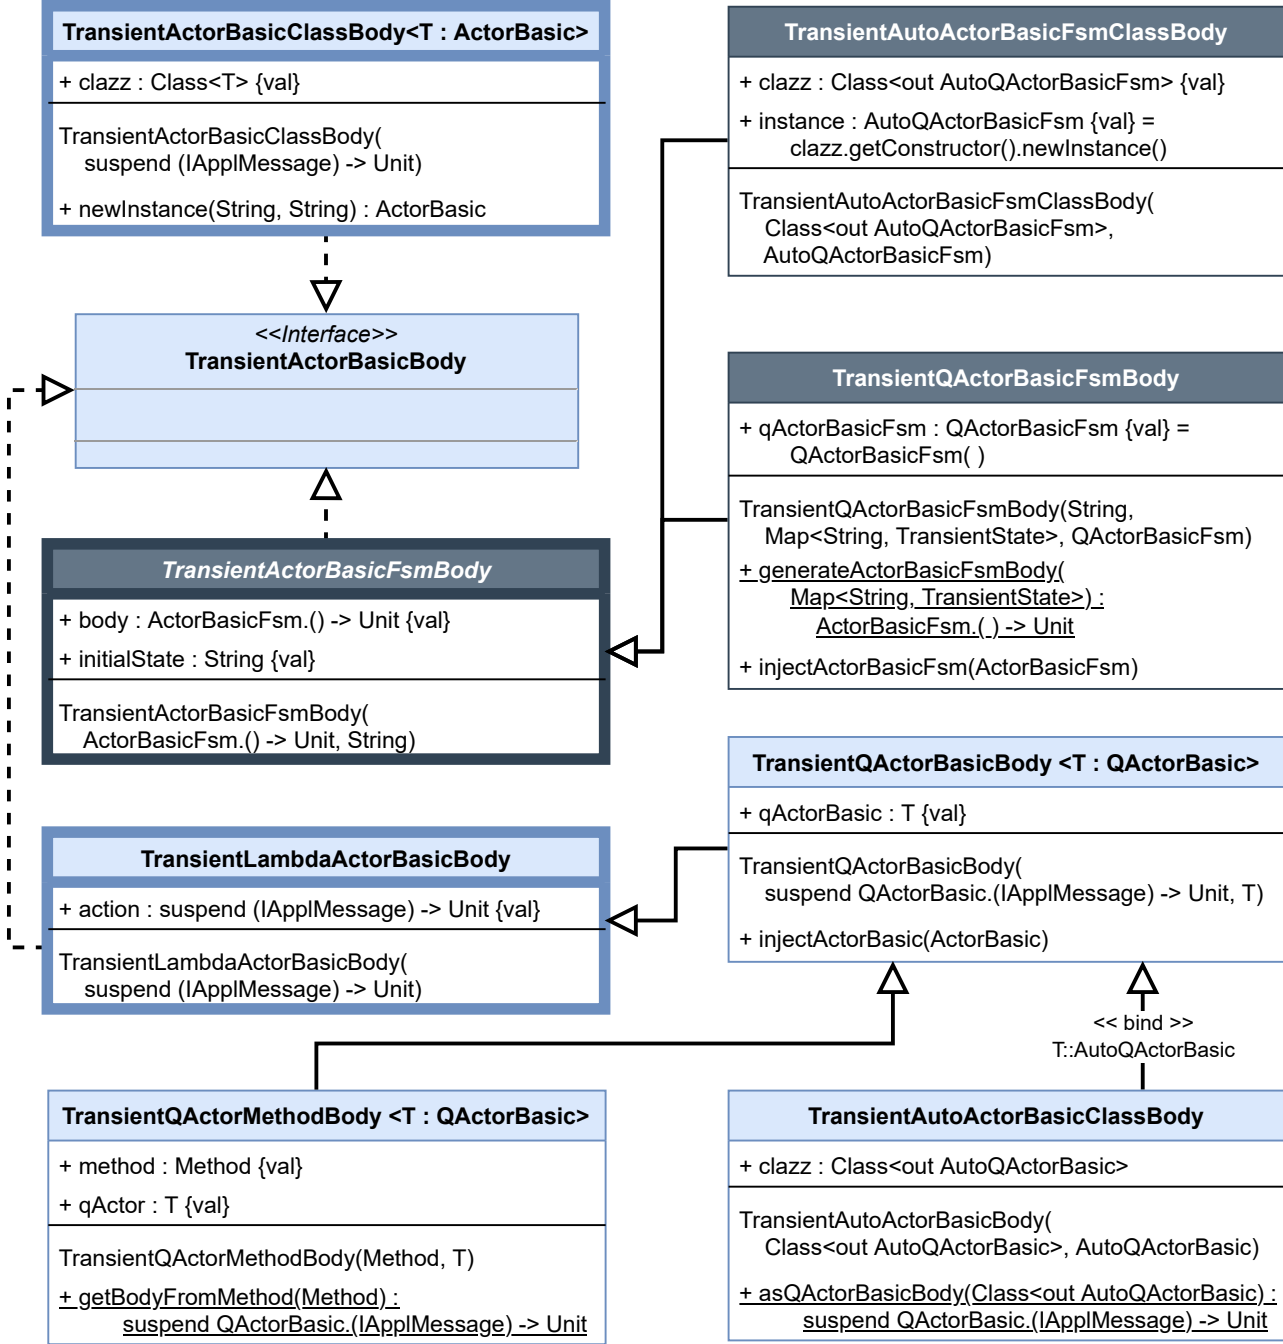 TransientActorBasicClassBody<T : ActorBasic>
+ clazz : Class<T> {val}
TransientActorBasicClassBody(
suspend (IApplMessage) -> Unit)
+ newInstance(String, String) : ActorBasic
<<Interface>>
TransientActorBasicBody
TransientActorBasicFsmBody
+ body : ActorBasicFsm.() -> Unit {val}
+ initialState : String {val}
TransientActorBasicFsmBody(
ActorBasicFsm.() -> Unit, String)
TransientLambdaActorBasicBody
+ action : suspend (IApplMessage) -> Unit {val}
TransientLambdaActorBasicBody(
suspend (IApplMessage) -> Unit)
TransientQActorMethodBody <T : QActorBasic>
+ method : Method {val}
+ qActor : T {val}
TransientQActorMethodBody(Method, T)
+ getBodyFromMethod(Method) :
suspend QActorBasic.(IApplMessage) -> Unit
TransientAutoActorBasicFsmClassBody
+ clazz : Class<out AutoQActorBasicFsm> {val}
+ instance : AutoQActorBasicFsm {val} =
clazz.getConstructor().newInstance()
TransientAutoActorBasicFsmClassBody(
Class<out AutoQActorBasicFsm>,
AutoQActorBasicFsm)
TransientQActorBasicFsmBody
+ qActorBasicFsm : QActorBasicFsm {val} =
QActorBasicFsm( )
TransientQActorBasicFsmBody(String,
Map<String, TransientState>, QActorBasicFsm)
+ generateActorBasicFsmBody(
Map<String, TransientState>) :
ActorBasicFsm.( ) -> Unit
+ injectActorBasicFsm(ActorBasicFsm)
TransientQActorBasicBody <T : QActorBasic>
+ qActorBasic : T {val}
TransientQActorBasicBody(
suspend QActorBasic.(IApplMessage) -> Unit, T)
+ injectActorBasic(ActorBasic)
<< bind >>
T::AutoQActorBasic
TransientAutoActorBasicClassBody
+ clazz : Class<out AutoQActorBasic>
TransientAutoActorBasicBody(
Class<out AutoQActorBasic>, AutoQActorBasic)
+ asQActorBasicBody(Class<out AutoQActorBasic) :
suspend QActorBasic.(IApplMessage) -> Unit